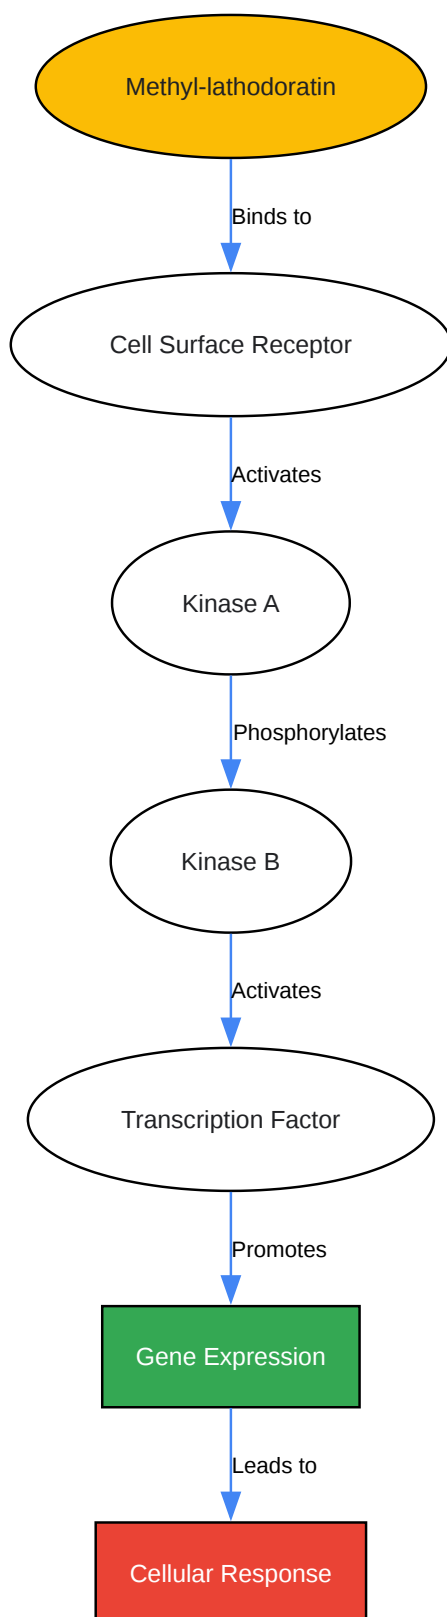 Methyl-lathodoratin
Binds to
Cell Surface Receptor
Activates
Kinase A
Phosphorylates
Kinase B
Activates
Transcription Factor
Promotes
Gene Expression
Leads to
Cellular Response